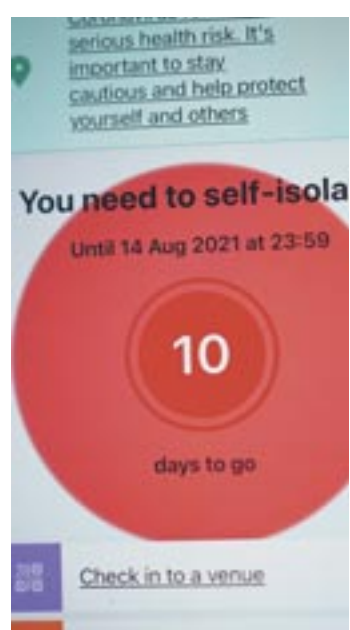 serious health risk. It's
important to stay
cautious and help protect
yourself and others
You need to self-isola
Until 14 Aug 2021 at 23:59
10
days to go
Check in to a venue